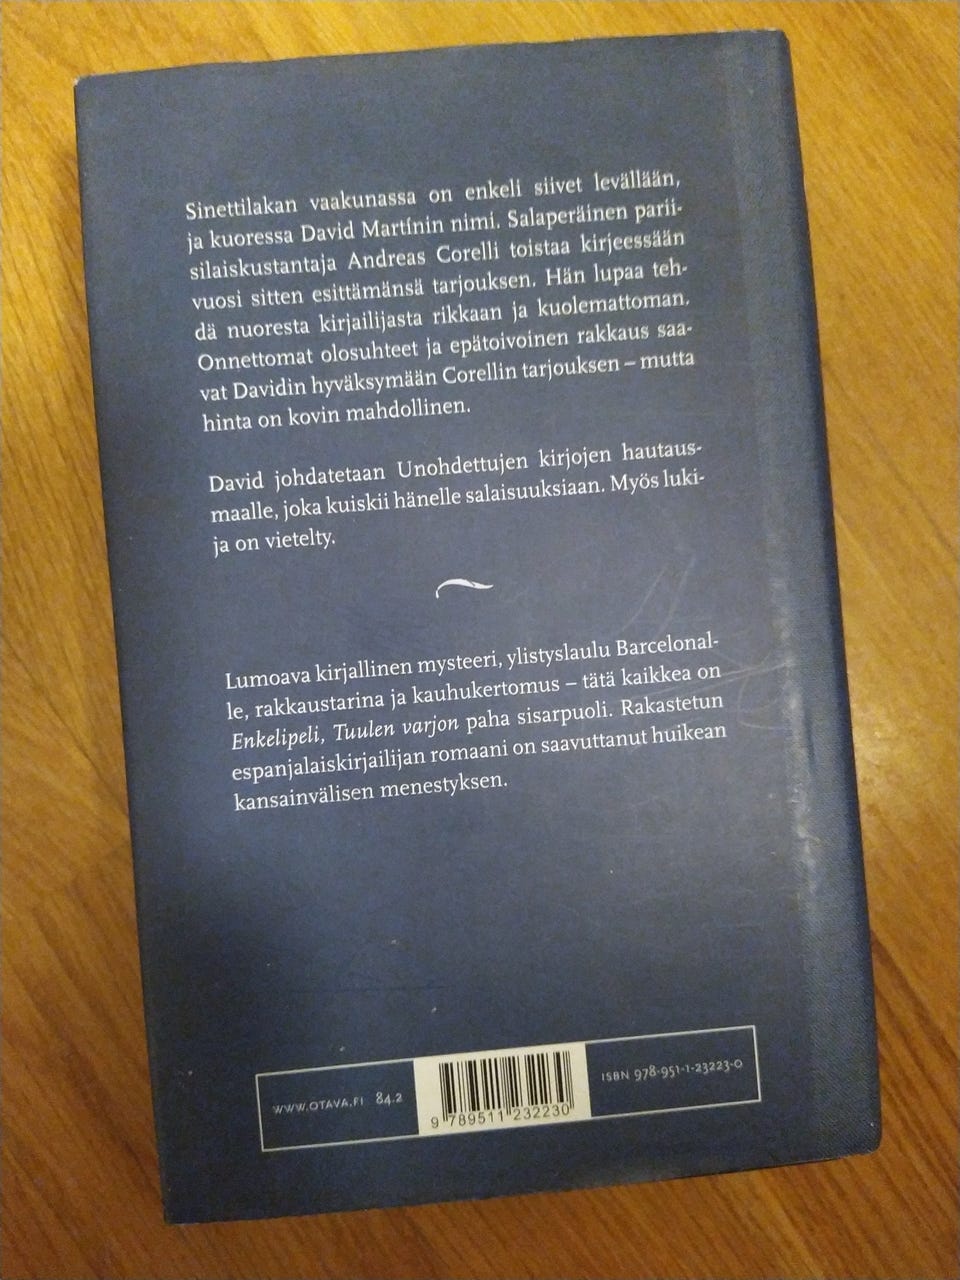 Sinettilakan vaakunassa on enkeli siivet levällään,
ja kuoressa David Martínin nimi. Salaperäinen parii-
silaiskustantaja Andreas Corelli toistaa kirjeessään
vuosi sitten esittämänsä tarjouksen. Hän lupaa teh-
dä nuoresta kirjailijasta rikkaan ja kuolemattoman.
Onnettomat olosuhteet ja epätoivoinen rakkaus saa-
vat Davidin hyväksymään Corellin tarjouksen – mutta
hinta on kovin mahdollinen.
David johdatetaan Unohdettujen kirjojen hautaus-
maalle, joka kuiskii hänelle salaisuuksiaan. Myös luki-
ja on vietelty.
Lumoava kirjallinen mysteeri, ylistyslaulu Barcelonal-
le, rakkaustarina ja kauhukertomus – tätä kaikkea on
Enkelipeli, Tuulen varjon paha sisarpuoli. Rakastetun
espanjalaiskirjailijan romaani on saavuttanut huikean
kansainvälisen menestyksen.
WWW.OTAVA.FI 84.2
9 789511 232230
ISBN 978-951-1-23223-0